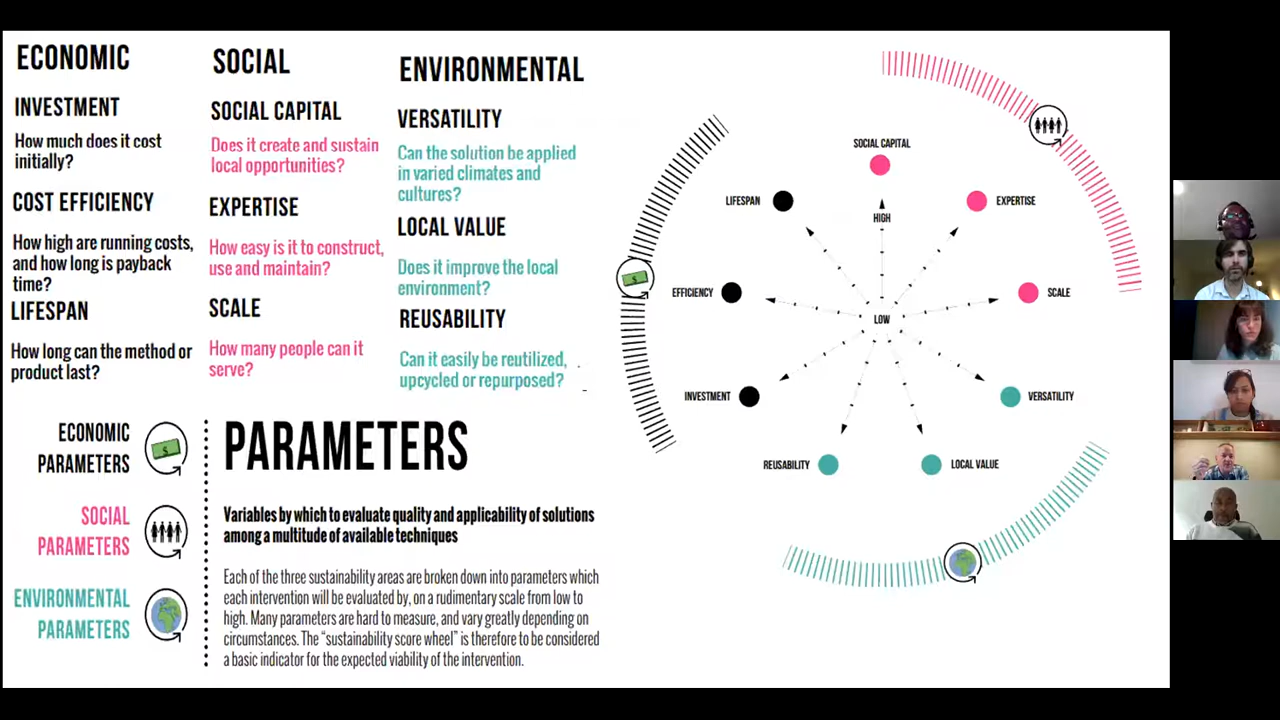 ECONOMIC
INVESTMENT
How much does it cost
initially?
COST EFFICIENCY
How high are running costs,
and how long is payback
time?
LIFESPAN
How long can the method or
product last?
SOCIAL
SOCIAL CAPITAL
Does it create and sustain
local opportunities?
EXPERTISE
How easy is it to construct,
use and maintain?
SCALE
How many people can it
serve?
ENVIRONMENTAL
VERSATILITY
Can the solution be applied
in varied climates and
cultures?
LOCAL VALUE
Does it improve the local
environment?
REUSABILITY
Can it easily be reutilized,
upcycled or repurposed?
ECONOMIC
PARAMETERS
$
SOCIAL
PARAMETERS
ENVIRONMENTAL
PARAMETERS
PARAMETERS
Variables by which to evaluate quality and applicability of solutions
among a multitude of available techniques
Each of the three sustainability areas are broken down into parameters which
each intervention will be evaluated by, on a rudimentary scale from low to
high. Many parameters are hard to measure, and vary greatly depending on
circumstances. The “sustainability score wheel” is therefore to be considered
a basic indicator for the expected viability of the intervention.
SOCIAL CAPITAL
LIFESPAN
EXPERTISE
HIGH
$
EFFICIENCY
SCALE
LOW
INVESTMENT
VERSATILITY
REUSABILITY
LOCAL VALUE